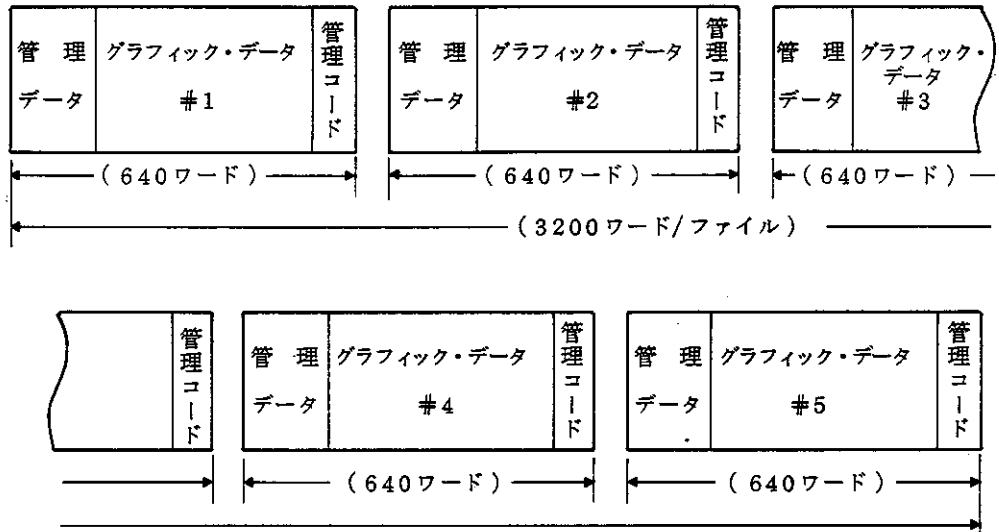 管理データ
グラフィック・データ
#1
管理コード
管理データ
グラフィック・データ
#2
管理コード
管理データ
グラフィック・データ
#3
(640ワード)
(640ワード)
(640ワード)
(3200ワード/ファイル)
管理コード
管理データ
グラフィック・データ
#4
管理コード
管理データ
グラフィック・データ
#5
管理コード
(640ワード)
(640ワード)